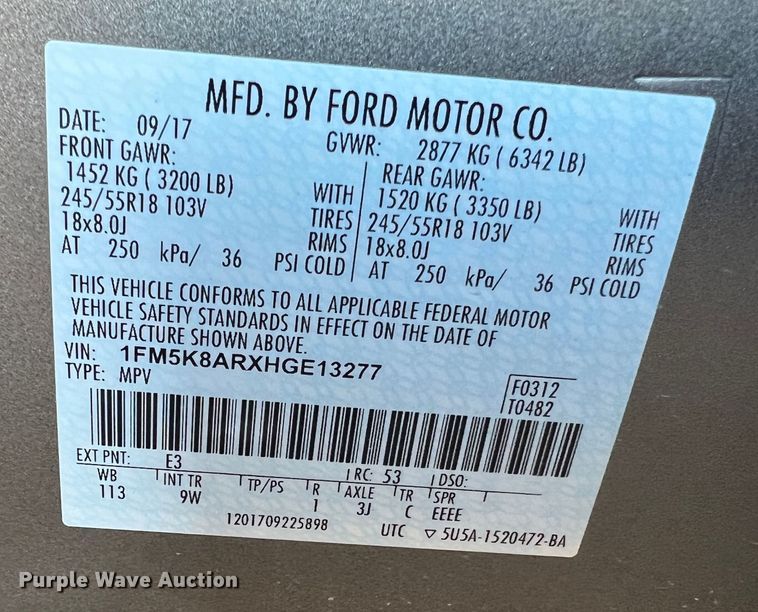 MFD. BY FORD MOTOR CO.
DATE: 09/17
GVWR: 2877 KG ( 6342 LB)
FRONT GAWR:
1452 KG ( 3200 LB) WITH
245/55R18 103V TIRES
18x8.0J RIMS
AT 250 kPa/ 36 PSI COLD
REAR GAWR:
1520 KG ( 3350 LB) WITH
245/55R18 103V TIRES
18x8.0J RIMS
AT 250 kPa/ 36 PSI COLD
THIS VEHICLE CONFORMS TO ALL APPLICABLE FEDERAL MOTOR
VEHICLE SAFETY STANDARDS IN EFFECT ON THE DATE OF
MANUFACTURE SHOWN ABOVE.
VIN: 1FM5K8ARXHGE13277
TYPE: MPV
F0312
T0482
EXT PNT: E3 RC: 53 DSO:
WB INT TR TP/PS R AXLE TR SPR
113 9W 1 3J C EEEE
1201709225898 UTC ▽ 5U5A-1520472-BA
Purple Wave Auction